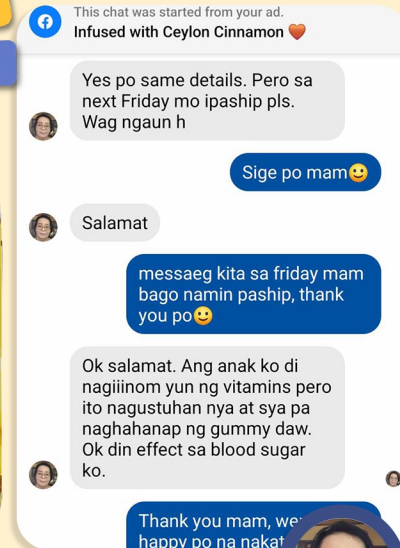 This chat was started from your ad.
Infused with Ceylon Cinnamon 🧡
Yes po same details. Pero sa
next Friday mo ipaship pls.
Wag ngaun h
Sige po mam🙂
Salamat
messaeg kita sa friday mam
bago namin paship, thank
you po🙂
Ok salamat. Ang anak ko di
nagiiinom yun ng vitamins pero
ito nagustuhan nya at sya pa
naghahanap ng gummy daw.
Ok din effect sa blood sugar
ko.
Thank you mam,
happy po na